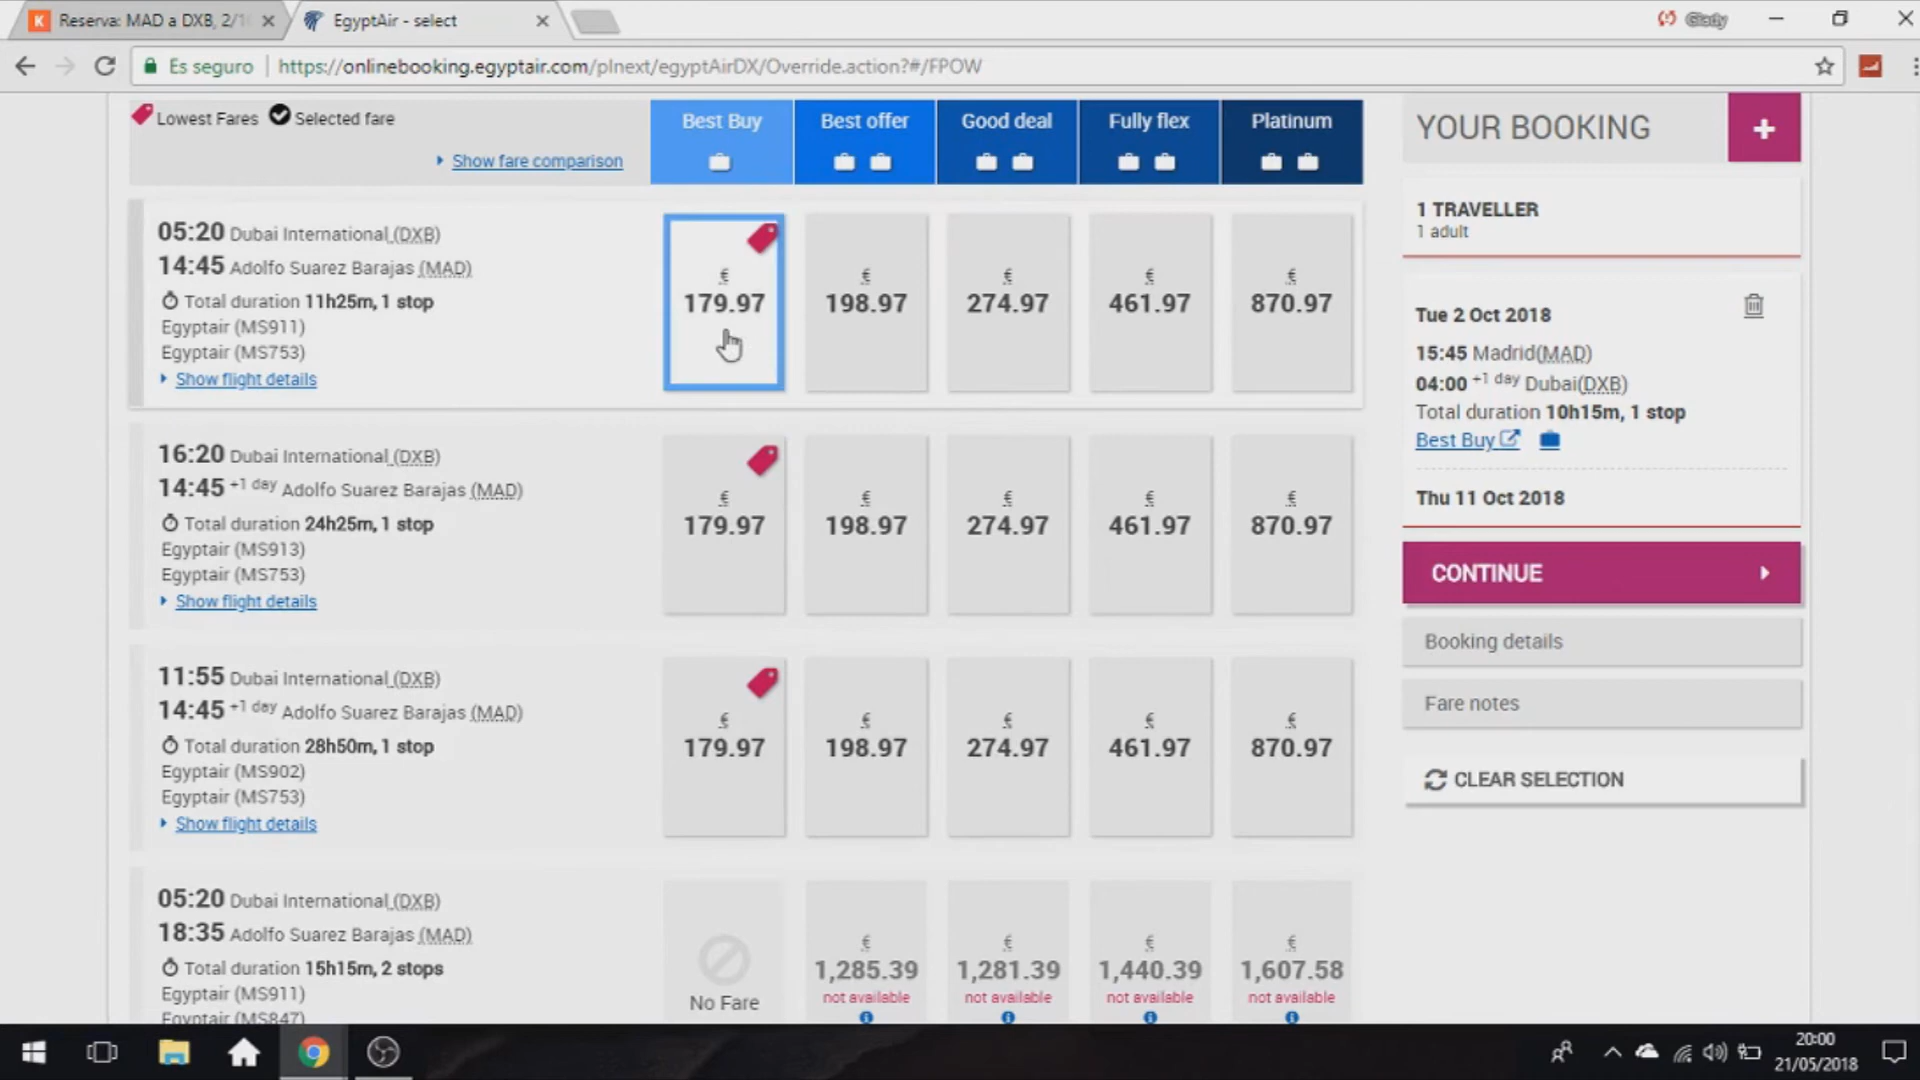 Reserva: MAD a DXB, 2/1
EgyptAir - select
Glady
Es seguro
https://onlinebooking.egyptair.com/plnext/egyptAirDX/Override.action?#/FPOW
Lowest Fares Selected fare
Show fare comparison
Best Buy
Best offer
Good deal
Fully flex
Platinum
05:20 Dubai International (DXB)
14:45 Adolfo Suarez Barajas (MAD)
Total duration 11h25m, 1 stop
Egyptair (MS911)
Egyptair (MS753)
Show flight details
€
179.97
€
198.97
€
274.97
€
461.97
€
870.97
16:20 Dubai International (DXB)
14:45 +1 day Adolfo Suarez Barajas (MAD)
Total duration 24h25m, 1 stop
Egyptair (MS913)
Egyptair (MS753)
Show flight details
€
179.97
€
198.97
€
274.97
€
461.97
€
870.97
11:55 Dubai International (DXB)
14:45 +1 day Adolfo Suarez Barajas (MAD)
Total duration 28h50m, 1 stop
Egyptair (MS902)
Egyptair (MS753)
Show flight details
€
179.97
€
198.97
€
274.97
€
461.97
€
870.97
05:20 Dubai International (DXB)
18:35 Adolfo Suarez Barajas (MAD)
Total duration 15h15m, 2 stops
Egyptair (MS911)
Egyptair (MS847)
No Fare
€
1,285.39
not available
€
1,281.39
not available
€
1,440.39
not available
€
1,607.58
not available
YOUR BOOKING
+
1 TRAVELLER
1 adult
Tue 2 Oct 2018
15:45 Madrid(MAD)
04:00 +1 day Dubai(DXB)
Total duration 10h15m, 1 stop
Best Buy
Thu 11 Oct 2018
CONTINUE
Booking details
Fare notes
CLEAR SELECTION
20:00
21/05/2018